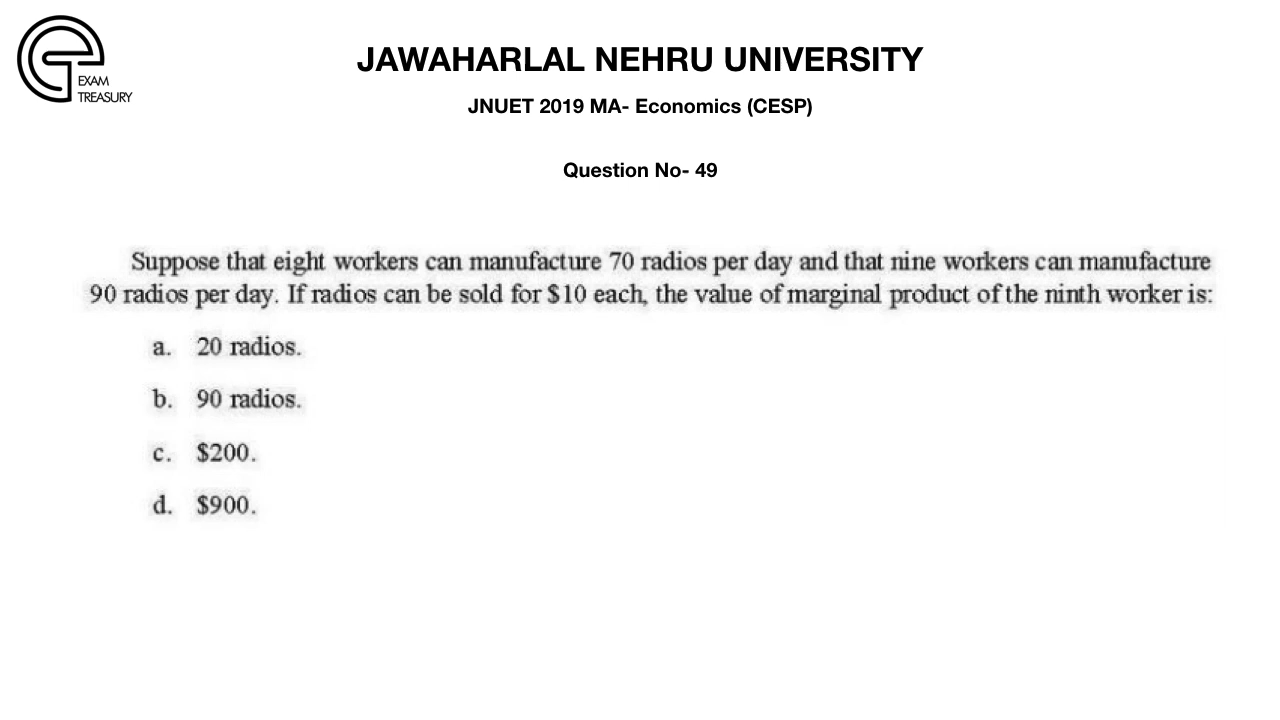 EXAM
TREASURY
JAWAHARLAL NEHRU UNIVERSITY
JNUET 2019 MA- Economics (CESP)
Question No- 49
Suppose that eight workers can manufacture 70 radios per day and that nine workers can manufacture
90 radios per day. If radios can be sold for $10 each, the value of marginal product of the ninth worker is:
a. 20 radios.
b. 90 radios.
c. $200.
d. $900.